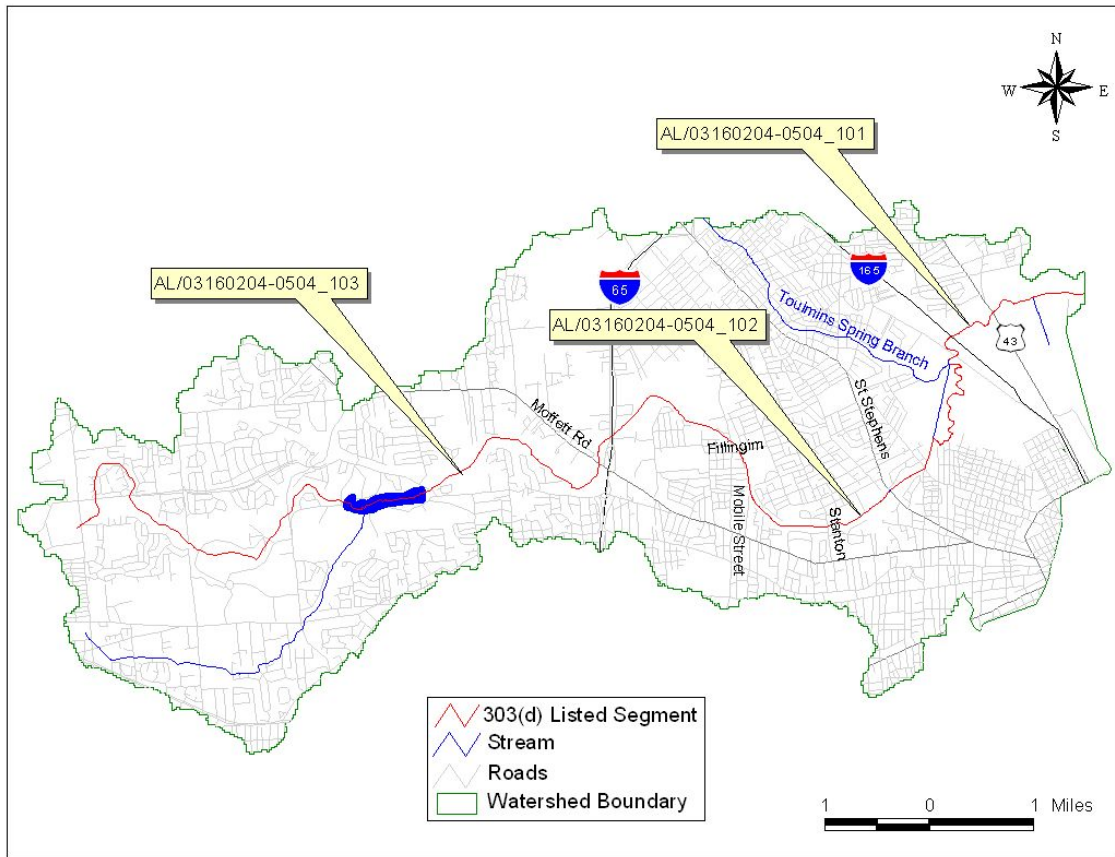 N
W E
S
AL/03160204-0504_101
AL/03160204-0504_103
65
165
AL/03160204-0504_102
Toulmins Spring Branch
43
Moffett Rd
St Stephens
Fillingim
Mobile Street
Stanton
303(d) Listed Segment
Stream
Roads
Watershed Boundary
1 0 1 Miles